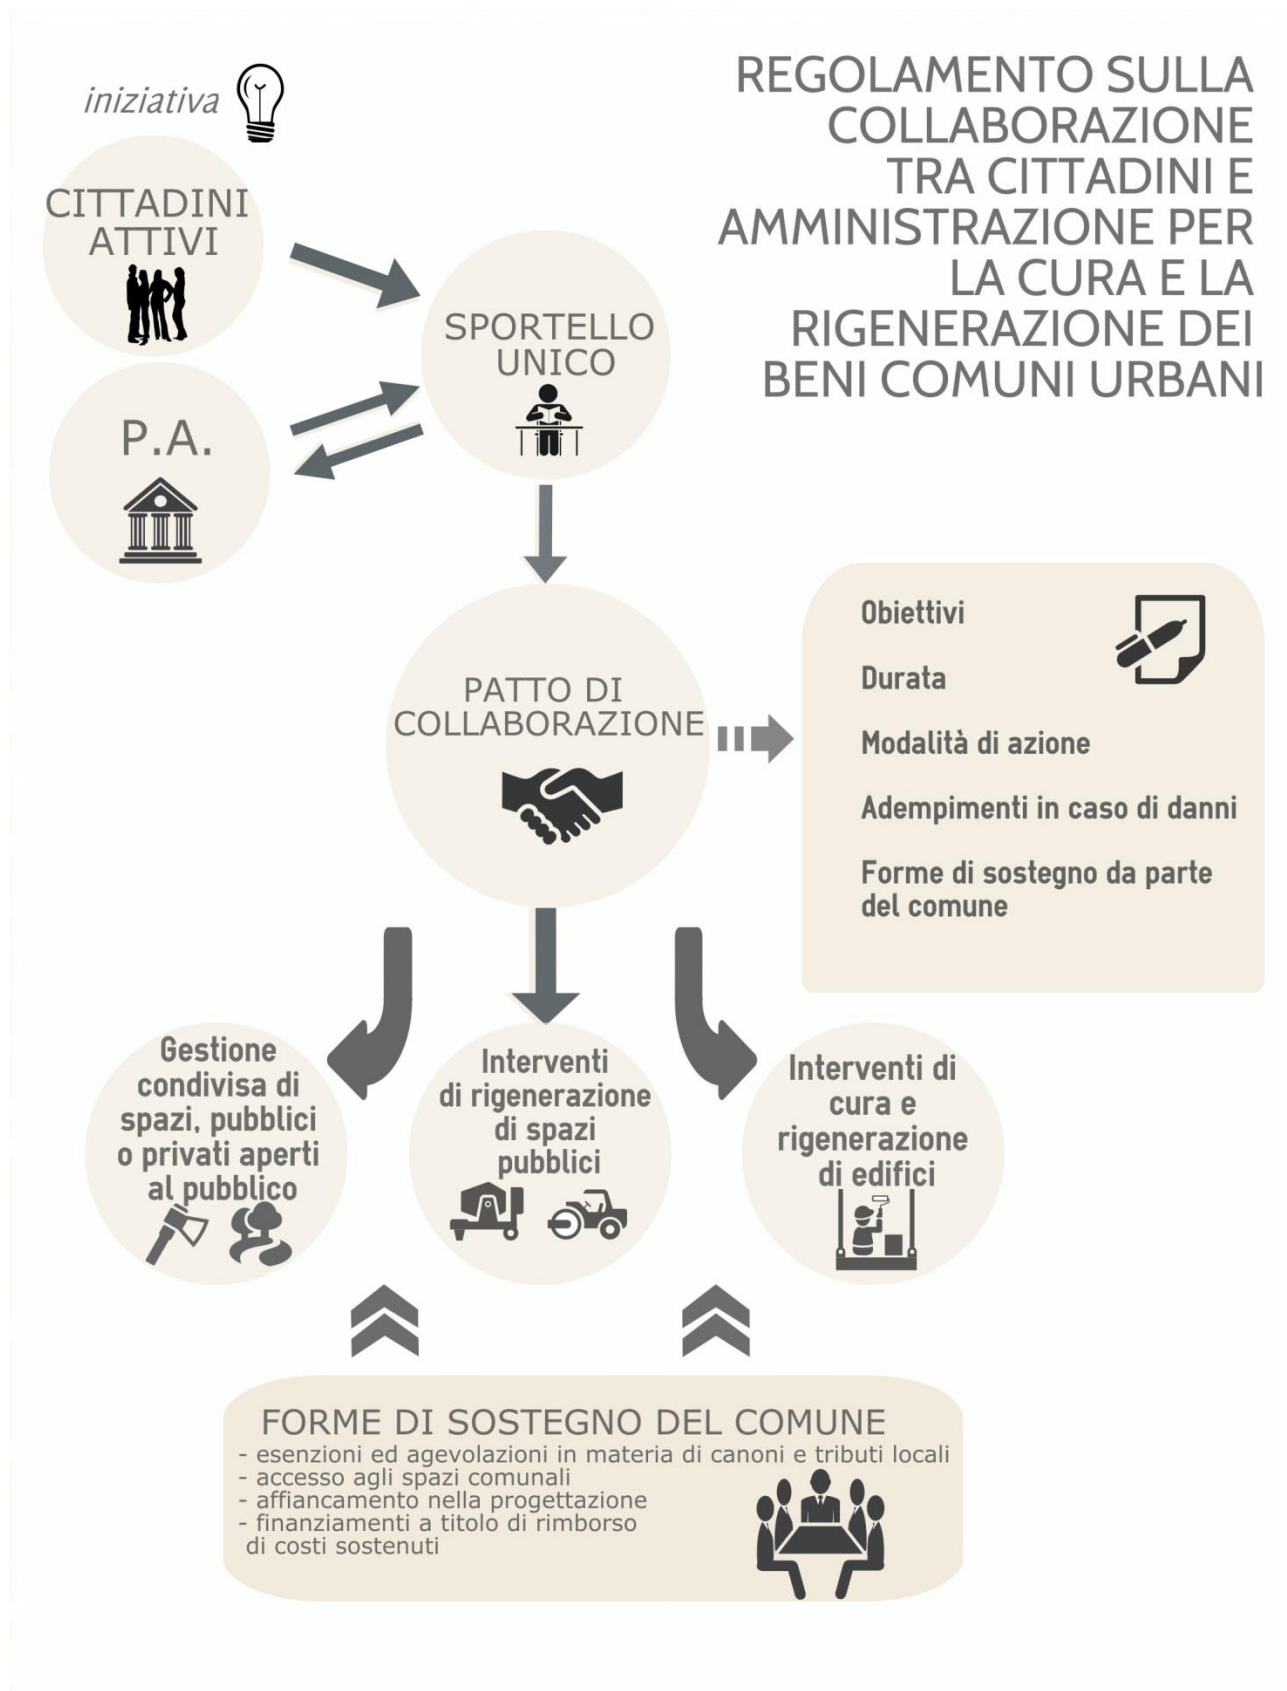 iniziativa
REGOLAMENTO SULLA
COLLABORAZIONE
TRA CITTADINI E
AMMINISTRAZIONE PER
LA CURA E LA
RIGENERAZIONE DEI
BENI COMUNI URBANI
CITTADINI
ATTIVI
SPORTELLO
UNICO
P.A.
PATTO DI
COLLABORAZIONE
Obiettivi
Durata
Modalità di azione
Adempimenti in caso di danni
Forme di sostegno da parte
del comune
Gestione
condivisa di
spazi, pubblici
o privati aperti
al pubblico
Interventi
di rigenerazione
di spazi
pubblici
Interventi di
cura e
rigenerazione
di edifici
FORME DI SOSTEGNO DEL COMUNE
- esenzioni ed agevolazioni in materia di canoni e tributi locali
- accesso agli spazi comunali
- affiancamento nella progettazione
- finanziamenti a titolo di rimborso
di costi sostenuti